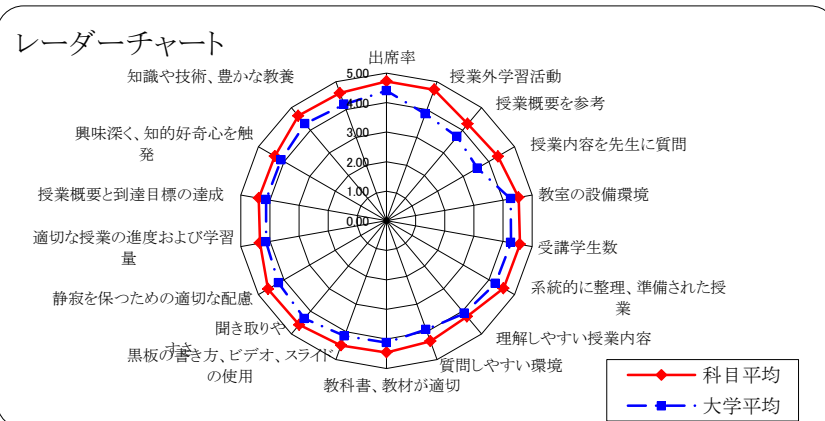 レーダーチャート
出席率
授業外学習活動
授業概要を参考
授業内容を先生に質問
教室の設備環境
受講学生数
系統的に整理、準備された授
業
理解しやすい授業内容
質問しやすい環境
教科書、教材が適切
黒板の書き方、ビデオ、スライド
の使用
聞き取りや
すさ
静寂を保つための適切な配慮
適切な授業の進度および学習
量
授業概要と到達目標の達成
興味深く、知的好奇心を触
発
知識や技術、豊かな教養
5.00
4.00
3.00
2.00
1.00
0.00
科目平均
大学平均